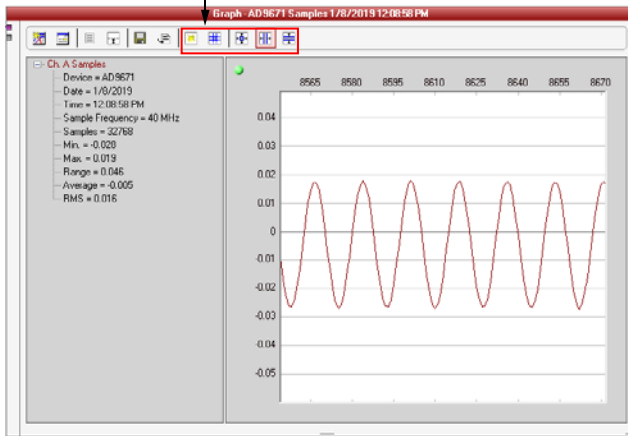 Graph - AD9671 Samples 1/8/2019 12:08:58 PM
Ch. A Samples
Device = AD9671
Date = 1/8/2019
Time = 12:08:58 PM
Sample Frequency = 40 MHz
Samples = 32768
Min. = -0.028
Max. = 0.019
Range = 0.046
Average = -0.005
RMS = 0.016
8565 8580 8595 8610 8625 8640 8655 8670
0.04
0.03
0.02
0.01
0
-0.01
-0.02
-0.03
-0.04
-0.05